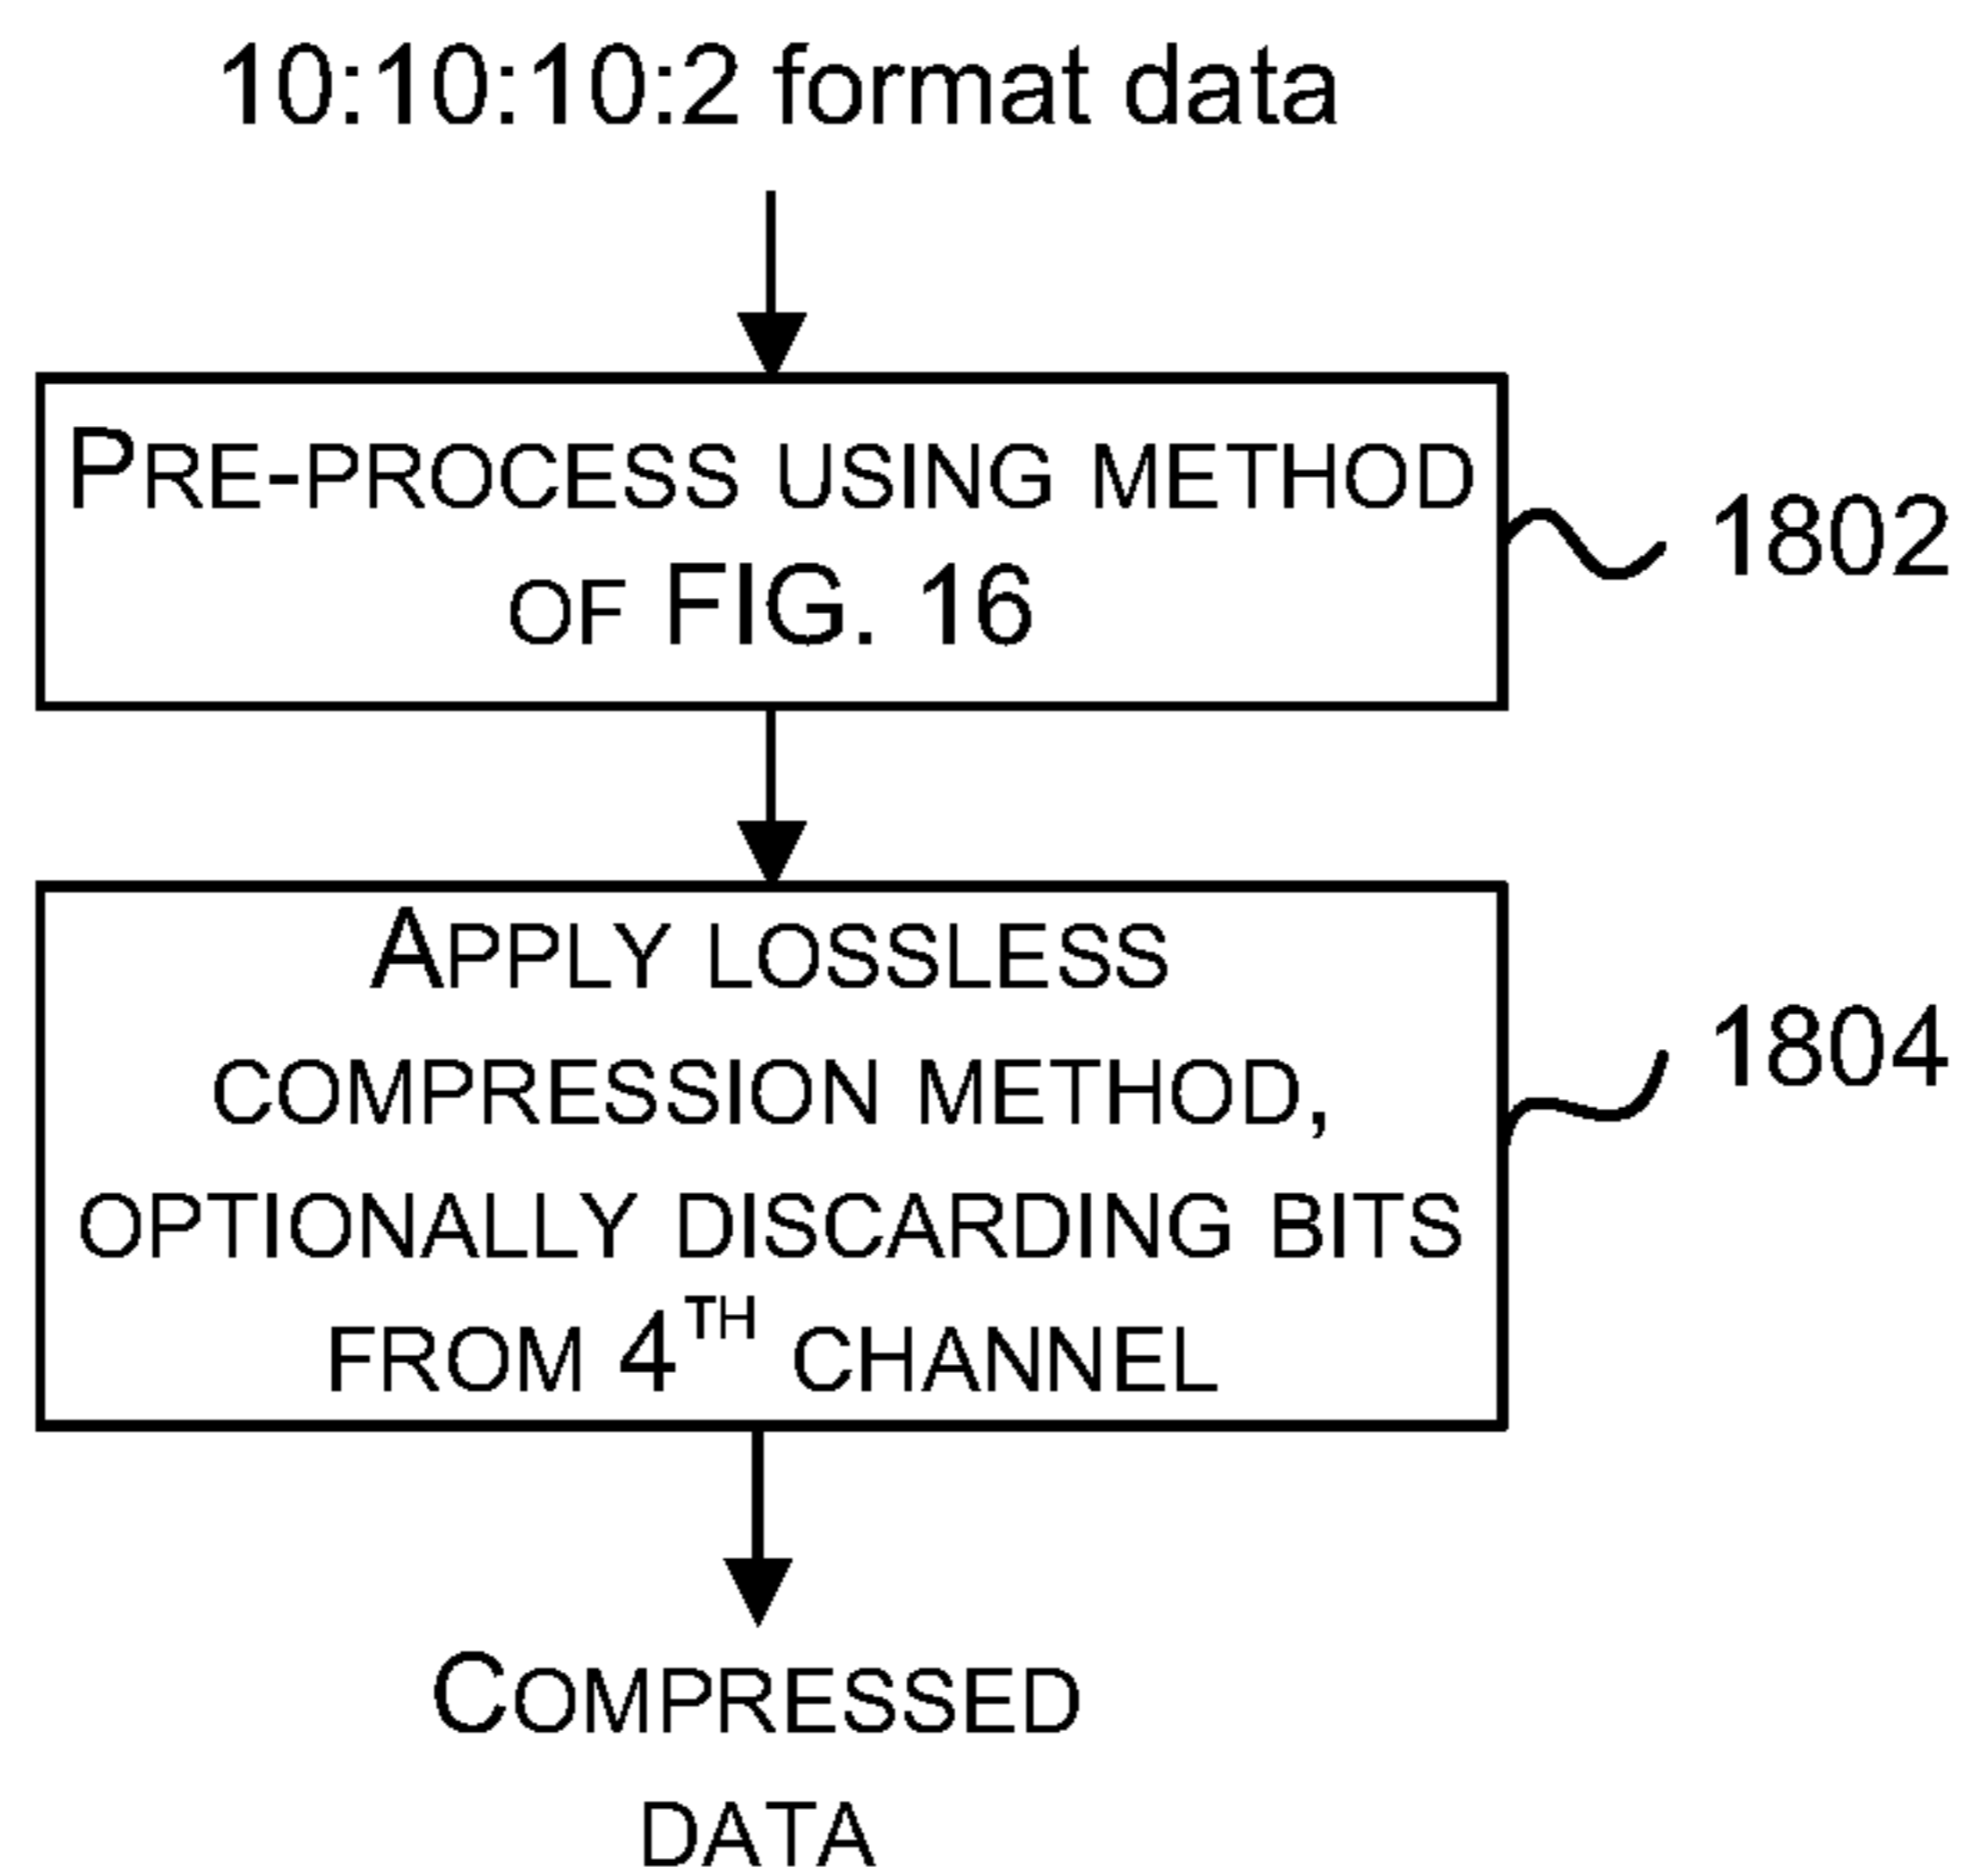 10:10:10:2 format data
PRE-PROCESS USING METHOD
OF FIG. 16
1802
APPLY LOSSLESS
COMPRESSION METHOD,
OPTIONALLY DISCARDING BITS
FROM 4TH CHANNEL
1804
COMPRESSED
DATA